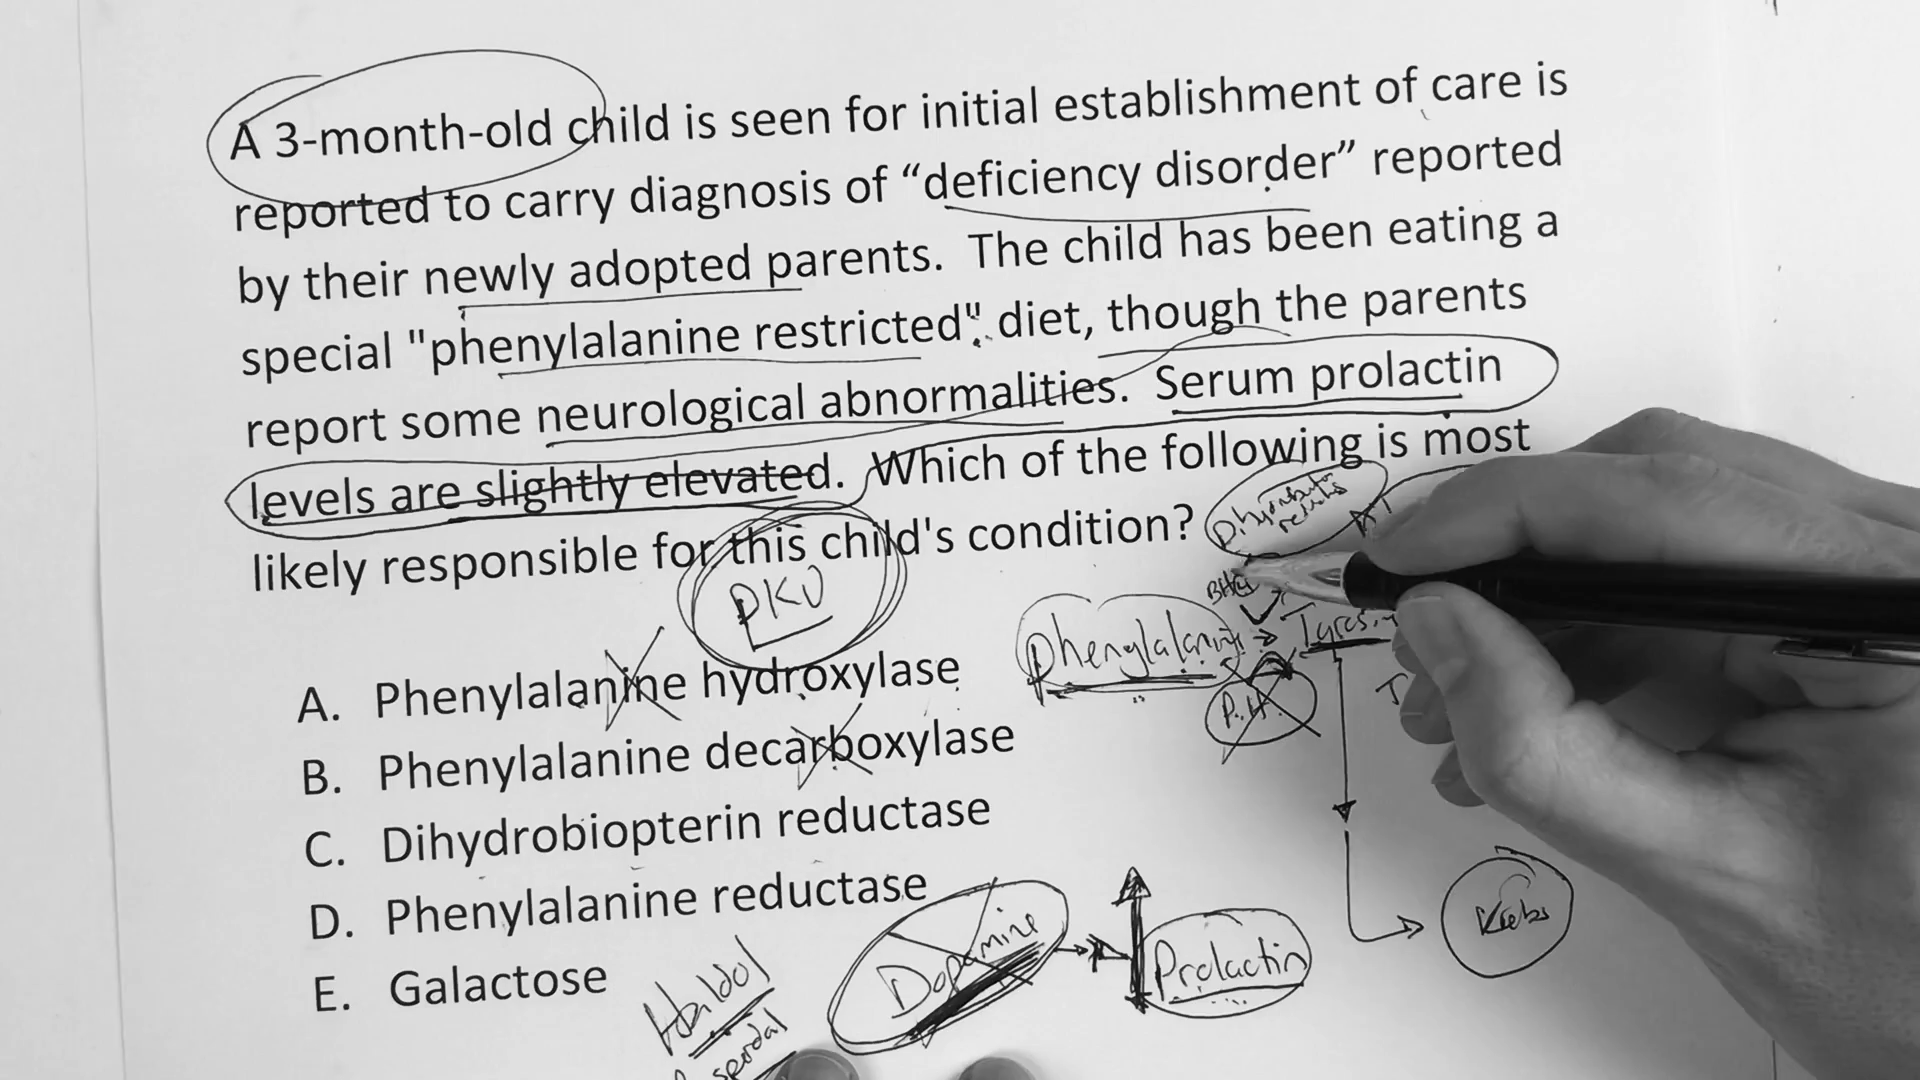 A 3-month-old child is seen for initial establishment of care is
reported to carry diagnosis of “deficiency disorder” reported
by their newly adopted parents. The child has been eating a
special "phenylalanine restricted" diet, though the parents
report some neurological abnormalities. Serum prolactin
levels are slightly elevated. Which of the following is most
likely responsible for this child's condition?
PKU
BH4
Phenylalanine
P.H.
A. Phenylalanine hydroxylase
B. Phenylalanine decarboxylase
C. Dihydrobiopterin reductase
D. Phenylalanine reductase
E. Galactose
Krebs
Dopamine
Prolactin
Haldol